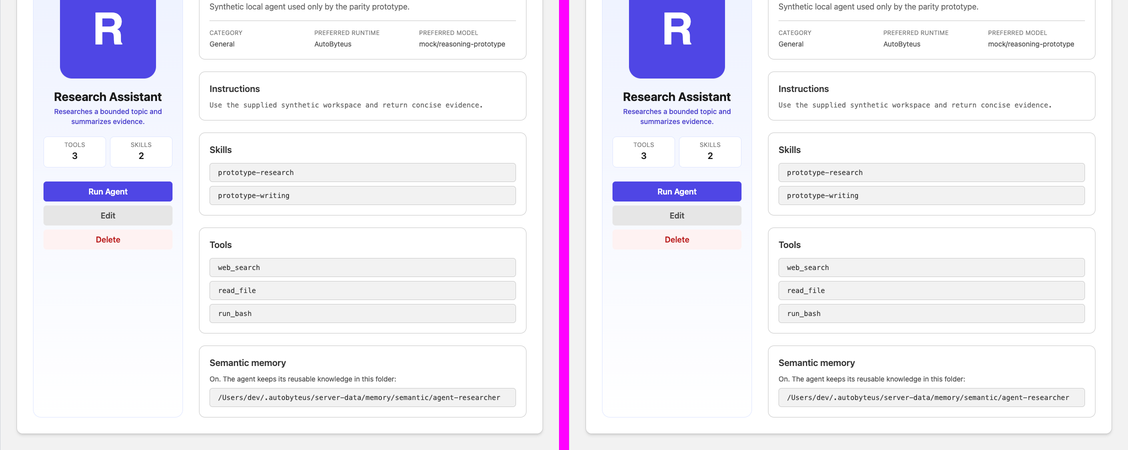 R
Research Assistant
Researches a bounded topic and
summarizes evidence.
TOOLS
3
SKILLS
2
Run Agent
Edit
Delete
Synthetic local agent used only by the parity prototype.
CATEGORY
General
PREFERRED RUNTIME
AutoByteus
PREFERRED MODEL
mock/reasoning-prototype
Instructions
Use the supplied synthetic workspace and return concise evidence.
Skills
prototype-research
prototype-writing
Tools
web_search
read_file
run_bash
Semantic memory
On. The agent keeps its reusable knowledge in this folder:
/Users/dev/.autobyteus/server-data/memory/semantic/agent-researcher
R
Research Assistant
Researches a bounded topic and
summarizes evidence.
TOOLS
3
SKILLS
2
Run Agent
Edit
Delete
Synthetic local agent used only by the parity prototype.
CATEGORY
General
PREFERRED RUNTIME
AutoByteus
PREFERRED MODEL
mock/reasoning-prototype
Instructions
Use the supplied synthetic workspace and return concise evidence.
Skills
prototype-research
prototype-writing
Tools
web_search
read_file
run_bash
Semantic memory
On. The agent keeps its reusable knowledge in this folder:
/Users/dev/.autobyteus/server-data/memory/semantic/agent-researcher